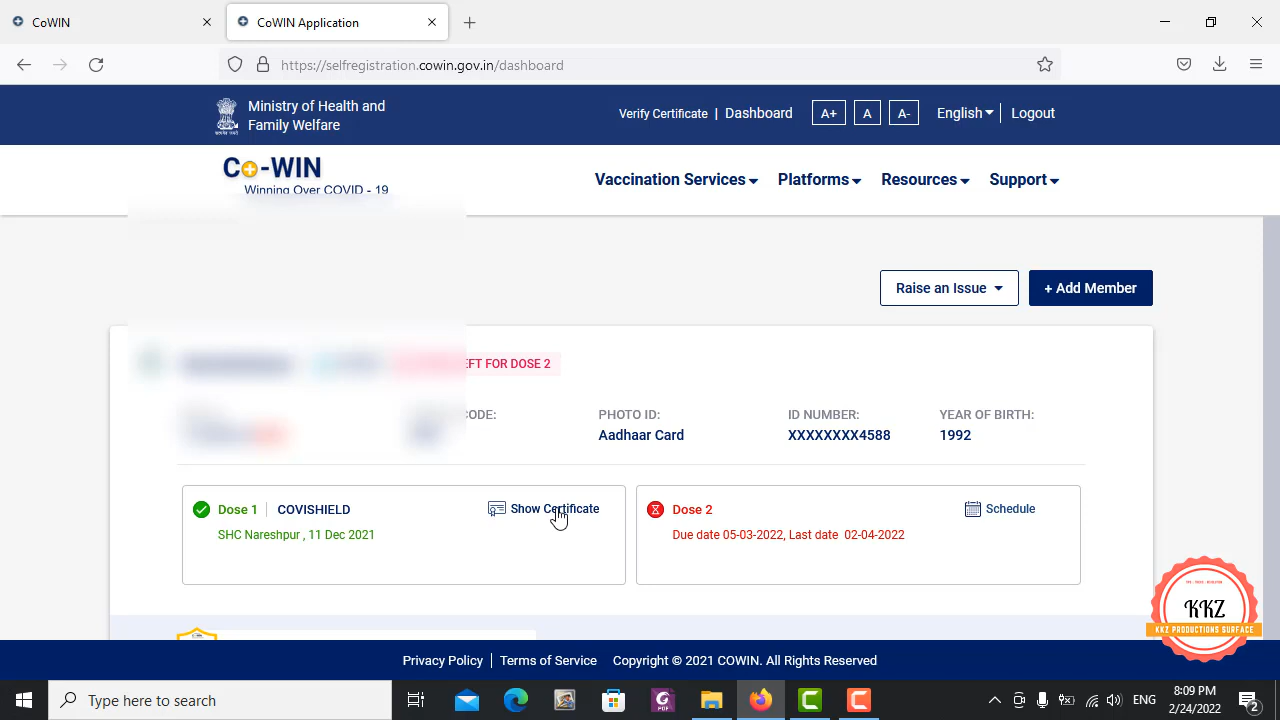 CoWIN
CoWIN Application
https://selfregistration.cowin.gov.in/dashboard
Ministry of Health and
Family Welfare
Verify Certificate | Dashboard A+ A A- English Logout
Co-WIN
Winning Over COVID - 19
Vaccination Services Platforms Resources Support
Raise an Issue + Add Member
FOR DOSE 2
PHOTO ID: ID NUMBER: YEAR OF BIRTH:
Aadhaar Card XXXXXXXX4588 1992
Dose 1 COVISHIELD Show Certificate
SHC Nareshpur , 11 Dec 2021
Dose 2 Schedule
Due date 05-03-2022, Last date 02-04-2022
KKZ
KKZ PRODUCTIONS SURFACE
Privacy Policy | Terms of Service Copyright © 2021 COWIN. All Rights Reserved
Type here to search
PDF
ENG
8:09 PM
2/24/2022
2